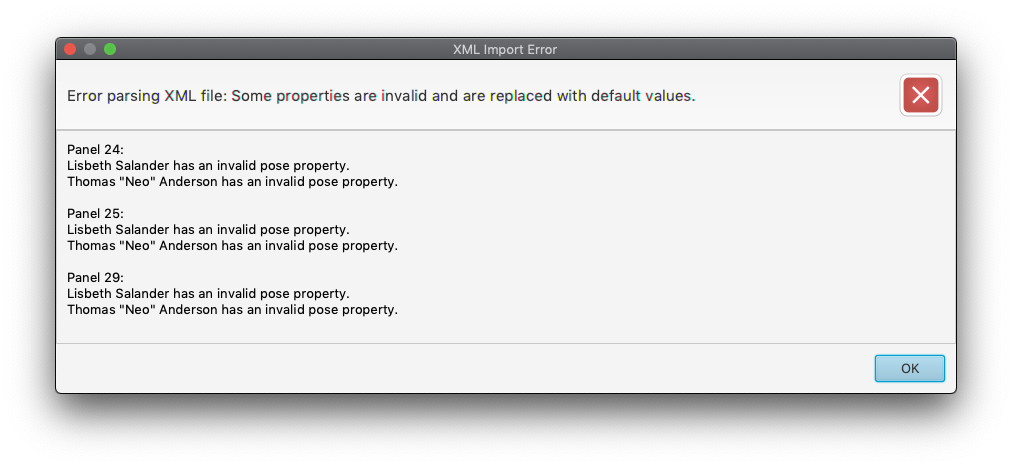 XML Import Error
Error parsing XML file: Some properties are invalid and are replaced with default values.
Panel 24:
Lisbeth Salander has an invalid pose property.
Thomas "Neo" Anderson has an invalid pose property.
Panel 25:
Lisbeth Salander has an invalid pose property.
Thomas "Neo" Anderson has an invalid pose property.
Panel 29:
Lisbeth Salander has an invalid pose property.
Thomas "Neo" Anderson has an invalid pose property.
OK